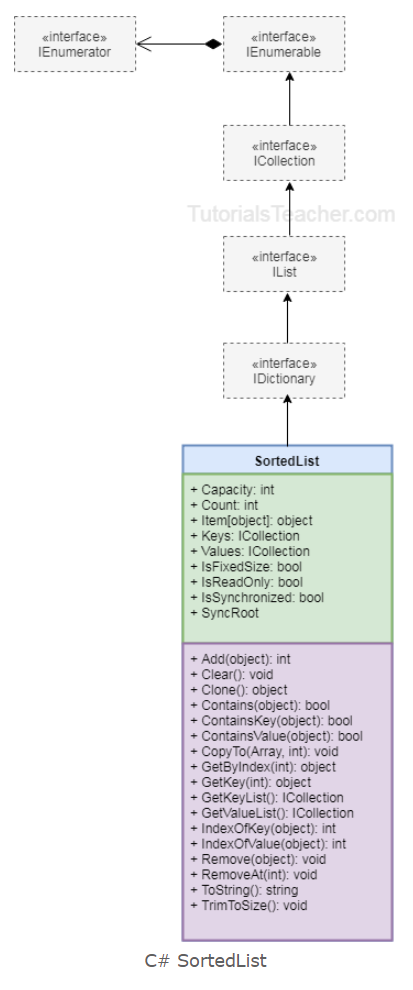 «interface»
IEnumerator
«interface»
IEnumerable
«interface»
ICollection
TutorialsTeacher.com
«interface»
IList
«interface»
IDictionary
SortedList
+ Capacity: int
+ Count: int
+ Item[object]: object
+ Keys: ICollection
+ Values: ICollection
+ IsFixedSize: bool
+ IsReadOnly: bool
+ IsSynchronized: bool
+ SyncRoot
+ Add(object): int
+ Clear(): void
+ Clone(): object
+ Contains(object): bool
+ ContainsKey(object): bool
+ ContainsValue(object): bool
+ CopyTo(Array, int): void
+ GetByIndex(int): object
+ GetKey(int): object
+ GetKeyList(): ICollection
+ GetValueList(): ICollection
+ IndexOfKey(object): int
+ IndexOfValue(object): int
+ Remove(object): void
+ RemoveAt(int): void
+ ToString(): string
+ TrimToSize(): void
C# SortedList